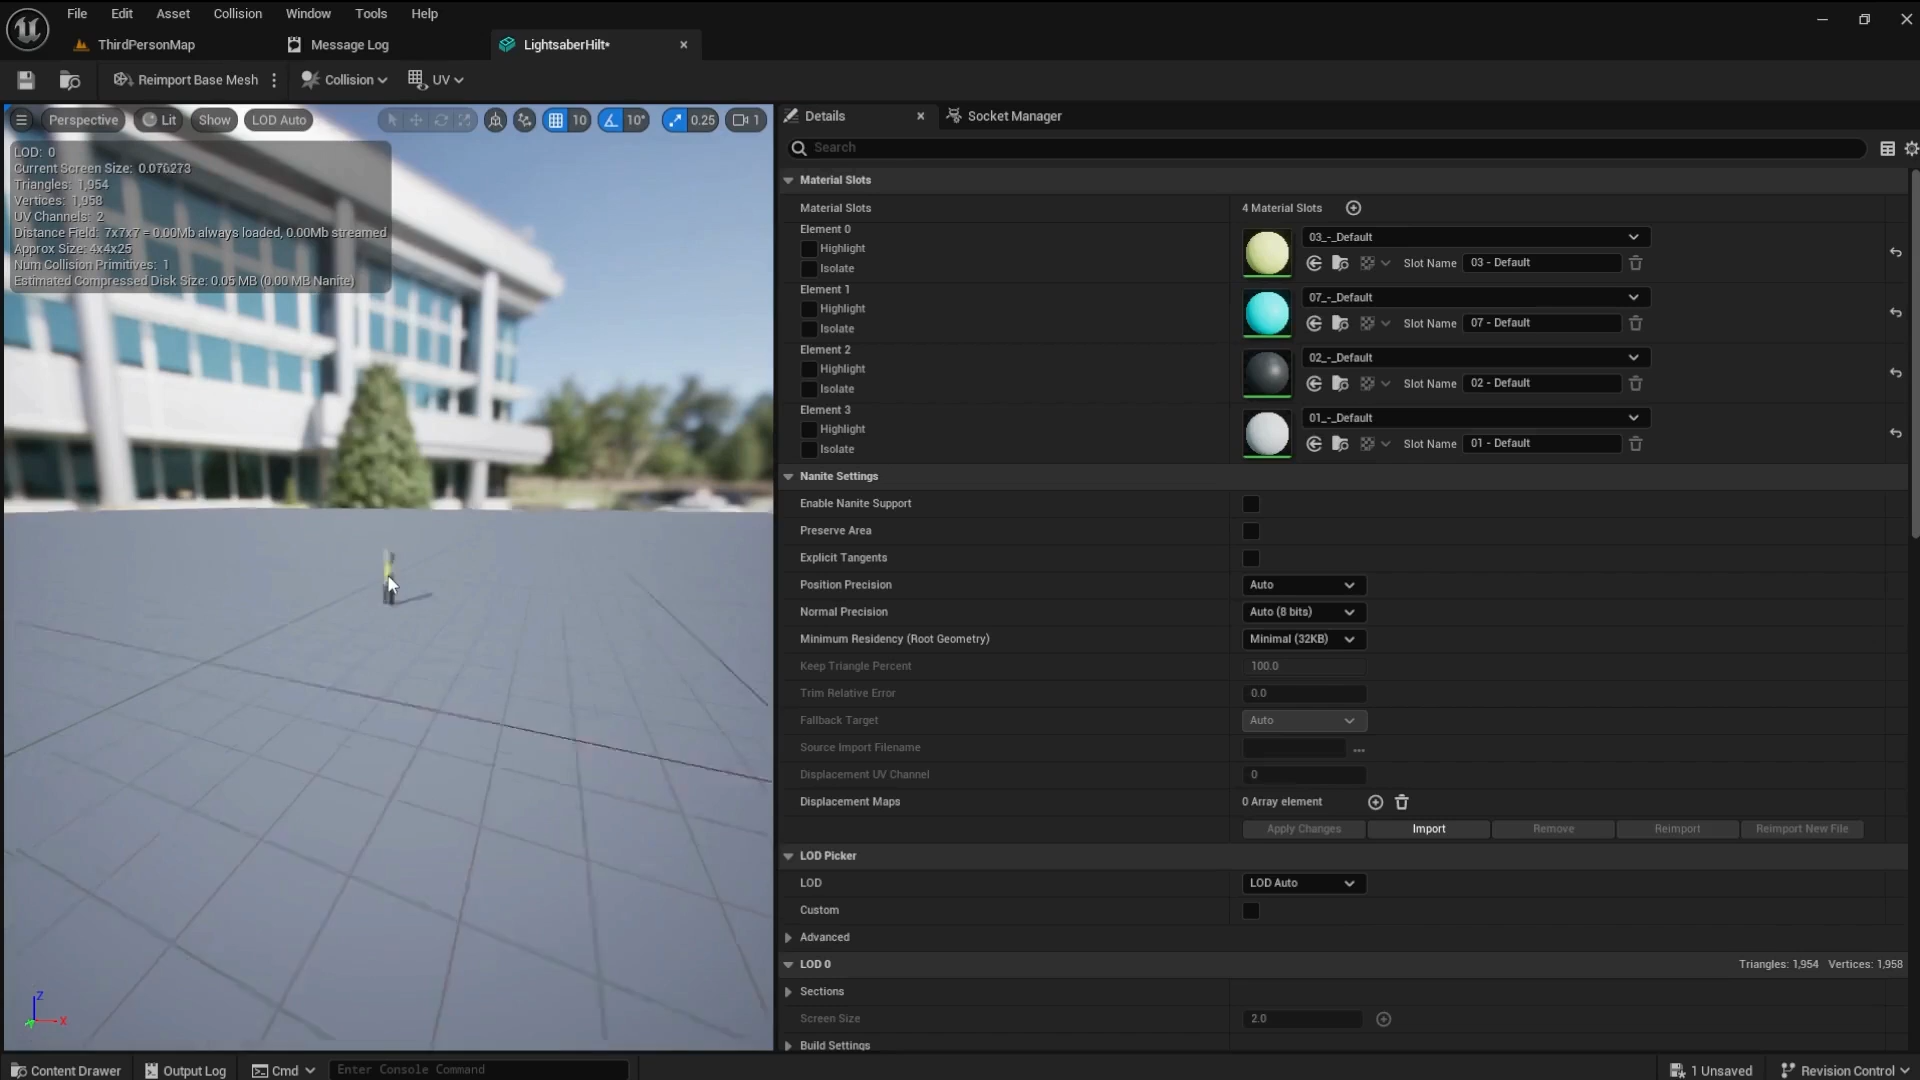 File Edit Asset Collision Window Tools Help
ThirdPersonMap Message Log LightsaberHilt*
Reimport Base Mesh Collision UV
Perspective Lit Show LOD Auto 10 10° 0.25 1
LOD: 0
Current Screen Size: 0.076273
Triangles: 1,954
Vertices: 1,958
UV Channels: 2
Distance Field: 7x7x7 = 0.00Mb always loaded, 0.00Mb streamed
Approx Size: 4x4x25
Num Collision Primitives: 1
Estimated Compressed Disk Size: 0.05 MB (0.00 MB Nanite)
Z
X
Details Socket Manager
Search
Material Slots
Material Slots 4 Material Slots
Element 0
Highlight
Isolate
03_-_Default
Slot Name 03 - Default
Element 1
Highlight
Isolate
07_-_Default
Slot Name 07 - Default
Element 2
Highlight
Isolate
02_-_Default
Slot Name 02 - Default
Element 3
Highlight
Isolate
01_-_Default
Slot Name 01 - Default
Nanite Settings
Enable Nanite Support
Preserve Area
Explicit Tangents
Position Precision Auto
Normal Precision Auto (8 bits)
Minimum Residency (Root Geometry) Minimal (32KB)
Keep Triangle Percent 100.0
Trim Relative Error 0.0
Fallback Target Auto
Source Import Filename ...
Displacement UV Channel 0
Displacement Maps 0 Array element
Apply Changes Import Remove Reimport Reimport New File
LOD Picker
LOD LOD Auto
Custom
Advanced
LOD 0 Triangles: 1,954 Vertices: 1,958
Sections
Screen Size 2.0
Build Settings
Content Drawer Output Log Cmd Enter Console Command 1 Unsaved Revision Control